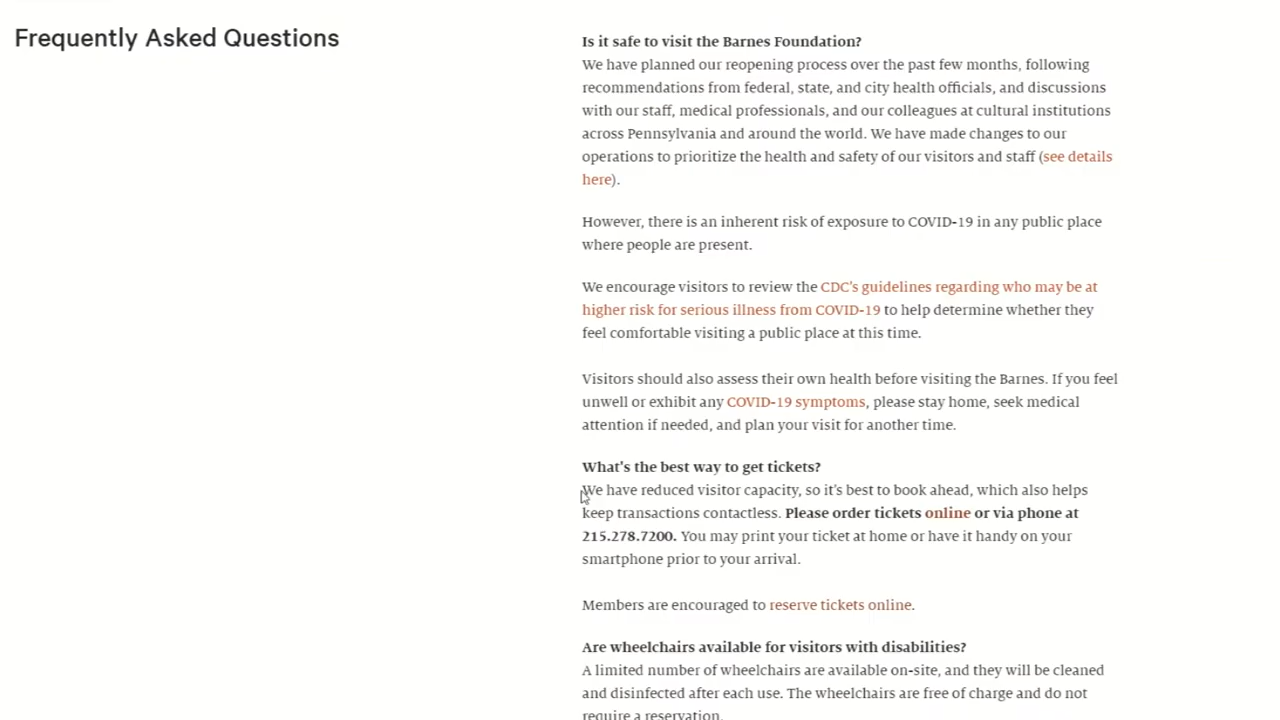 Frequently Asked Questions
Is it safe to visit the Barnes Foundation?
We have planned our reopening process over the past few months, following
recommendations from federal, state, and city health officials, and discussions
with our staff, medical professionals, and our colleagues at cultural institutions
across Pennsylvania and around the world. We have made changes to our
operations to prioritize the health and safety of our visitors and staff (see details
here).
However, there is an inherent risk of exposure to COVID-19 in any public place
where people are present.
We encourage visitors to review the CDC's guidelines regarding who may be at
higher risk for serious illness from COVID-19 to help determine whether they
feel comfortable visiting a public place at this time.
Visitors should also assess their own health before visiting the Barnes. If you feel
unwell or exhibit any COVID-19 symptoms, please stay home, seek medical
attention if needed, and plan your visit for another time.
What's the best way to get tickets?
We have reduced visitor capacity, so it's best to book ahead, which also helps
keep transactions contactless. Please order tickets online or via phone at
215.278.7200. You may print your ticket at home or have it handy on your
smartphone prior to your arrival.
Members are encouraged to reserve tickets online.
Are wheelchairs available for visitors with disabilities?
A limited number of wheelchairs are available on-site, and they will be cleaned
and disinfected after each use. The wheelchairs are free of charge and do not
require a reservation.